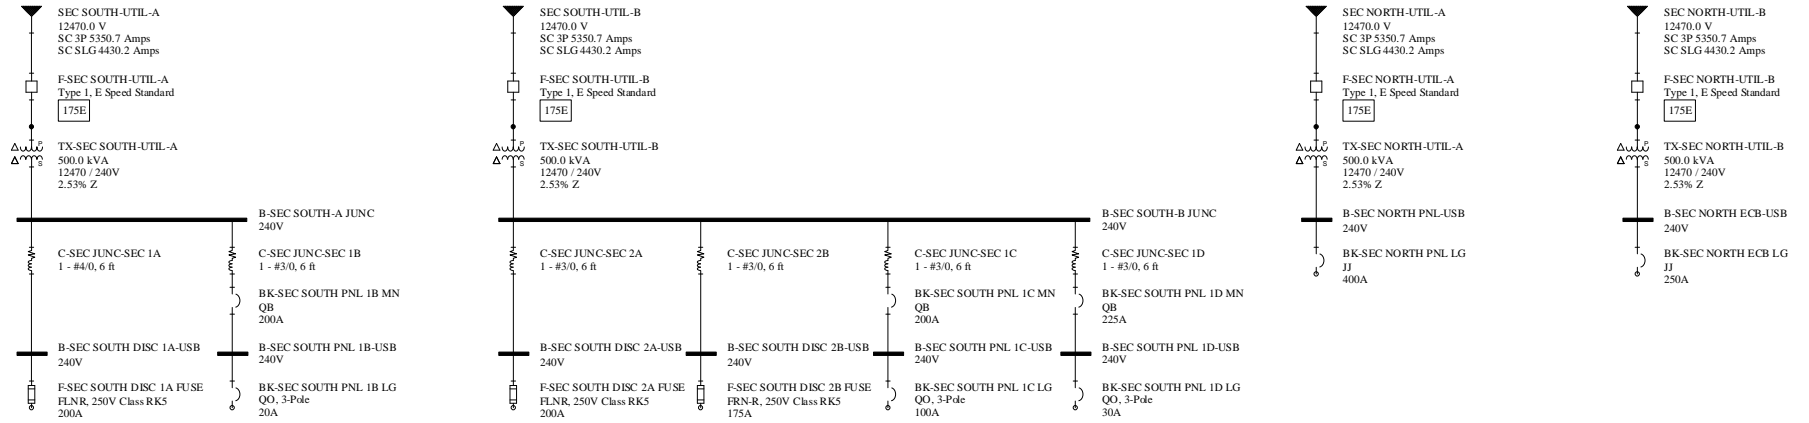 SEC SOUTH-UTIL-A
12470.0 V
SC 3P 5350.7 Amps
SC SLG 4430.2 Amps
F-SEC SOUTH-UTIL-A
Type 1, E Speed Standard
175E
P
S
TX-SEC SOUTH-UTIL-A
500.0 kVA
12470 / 240V
2.53% Z
B-SEC SOUTH-A JUNC
240V
C-SEC JUNC-SEC 1A
1 - #4/0, 6 ft
B-SEC SOUTH DISC 1A-USB
240V
F-SEC SOUTH DISC 1A FUSE
FLNR, 250V Class RK5
200A
C-SEC JUNC-SEC 1B
1 - #3/0, 6 ft
BK-SEC SOUTH PNL 1B MN
QB
200A
B-SEC SOUTH PNL 1B-USB
240V
BK-SEC SOUTH PNL 1B LG
QO, 3-Pole
20A
SEC SOUTH-UTIL-B
12470.0 V
SC 3P 5350.7 Amps
SC SLG 4430.2 Amps
F-SEC SOUTH-UTIL-B
Type 1, E Speed Standard
175E
P
S
TX-SEC SOUTH-UTIL-B
500.0 kVA
12470 / 240V
2.53% Z
B-SEC SOUTH-B JUNC
240V
C-SEC JUNC-SEC 2A
1 - #3/0, 6 ft
B-SEC SOUTH DISC 2A-USB
240V
F-SEC SOUTH DISC 2A FUSE
FLNR, 250V Class RK5
200A
C-SEC JUNC-SEC 2B
1 - #3/0, 6 ft
B-SEC SOUTH DISC 2B-USB
240V
F-SEC SOUTH DISC 2B FUSE
FRN-R, 250V Class RK5
175A
C-SEC JUNC-SEC 1C
1 - #3/0, 6 ft
BK-SEC SOUTH PNL 1C MN
QB
200A
B-SEC SOUTH PNL 1C-USB
240V
BK-SEC SOUTH PNL 1C LG
QO, 3-Pole
100A
C-SEC JUNC-SEC 1D
1 - #3/0, 6 ft
BK-SEC SOUTH PNL 1D MN
QB
225A
B-SEC SOUTH PNL 1D-USB
240V
BK-SEC SOUTH PNL 1D LG
QO, 3-Pole
30A
SEC NORTH-UTIL-A
12470.0 V
SC 3P 5350.7 Amps
SC SLG 4430.2 Amps
F-SEC NORTH-UTIL-A
Type 1, E Speed Standard
175E
P
S
TX-SEC NORTH-UTIL-A
500.0 kVA
12470 / 240V
2.53% Z
B-SEC NORTH PNL-USB
240V
BK-SEC NORTH PNL LG
JJ
400A
SEC NORTH-UTIL-B
12470.0 V
SC 3P 5350.7 Amps
SC SLG 4430.2 Amps
F-SEC NORTH-UTIL-B
Type 1, E Speed Standard
175E
P
S
TX-SEC NORTH-UTIL-B
500.0 kVA
12470 / 240V
2.53% Z
B-SEC NORTH ECB-USB
240V
BK-SEC NORTH ECB LG
JJ
250A